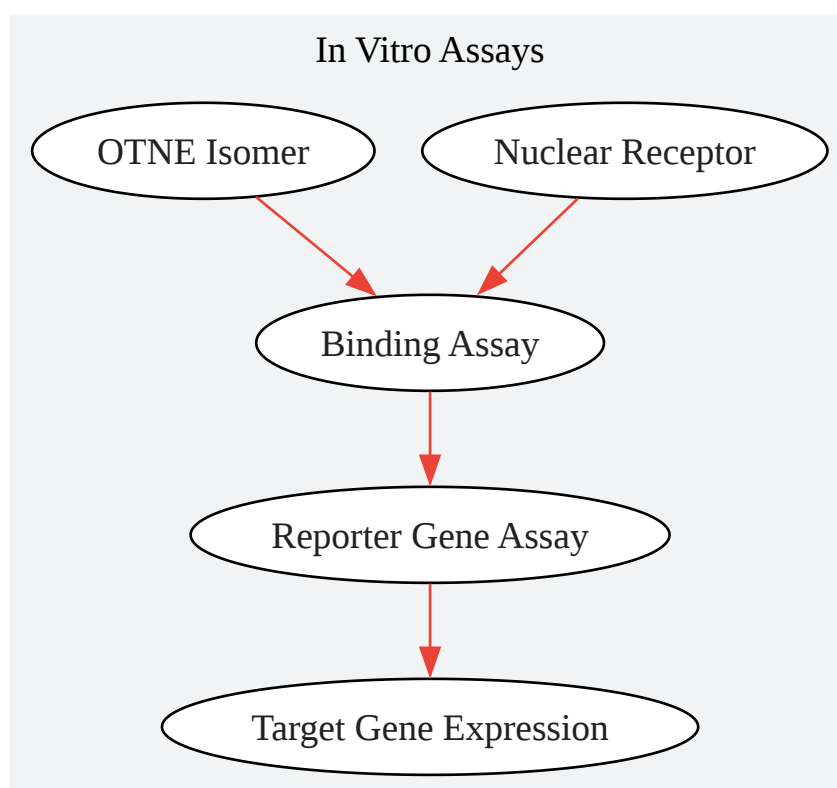 In Vitro Assays
OTNE Isomer
Nuclear Receptor
Binding Assay
Reporter Gene Assay
Target Gene Expression